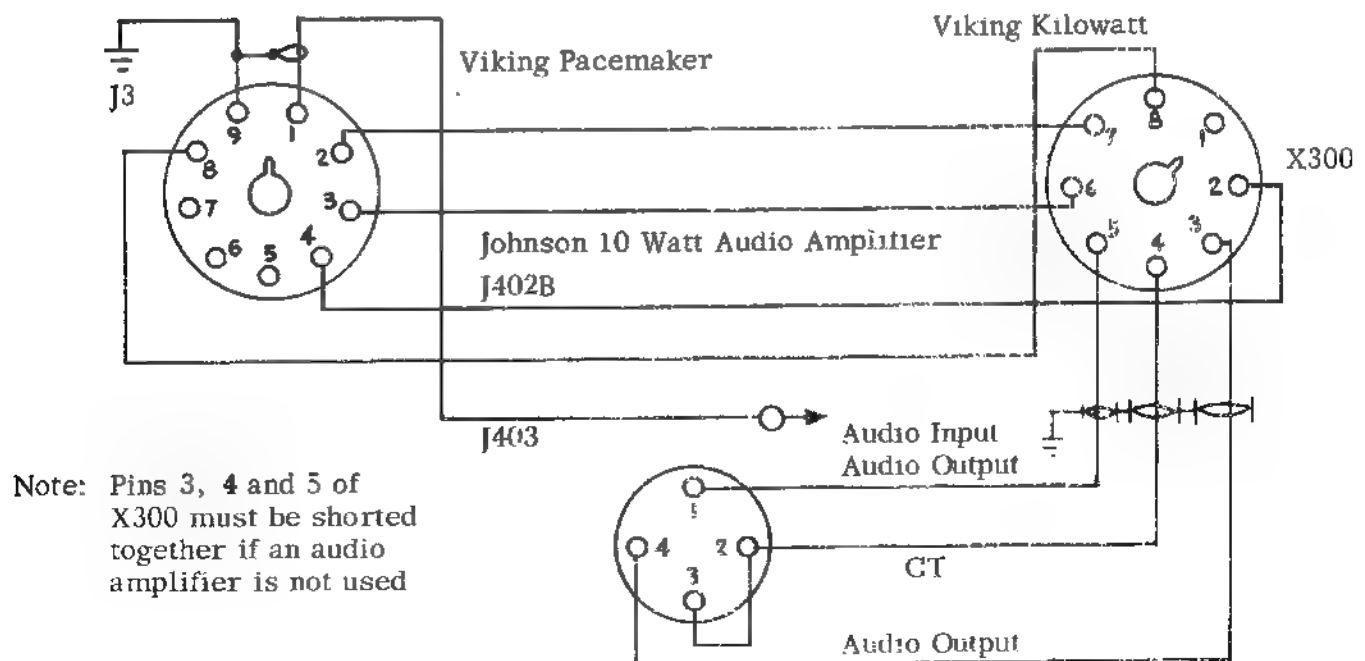 Viking Kilowatt
Viking Pacemaker
J3
9
1
2
8
3
7
4
6
5
8
7
1
6
2
X300
5
3
4
Johnson 10 Watt Audio Amplifier
J402B
J403
Audio Input
Audio Output
Note: Pins 3, 4 and 5 of
X300 must be shorted
together if an audio
amplifier is not used
1
4
2
3
CT
Audio Output